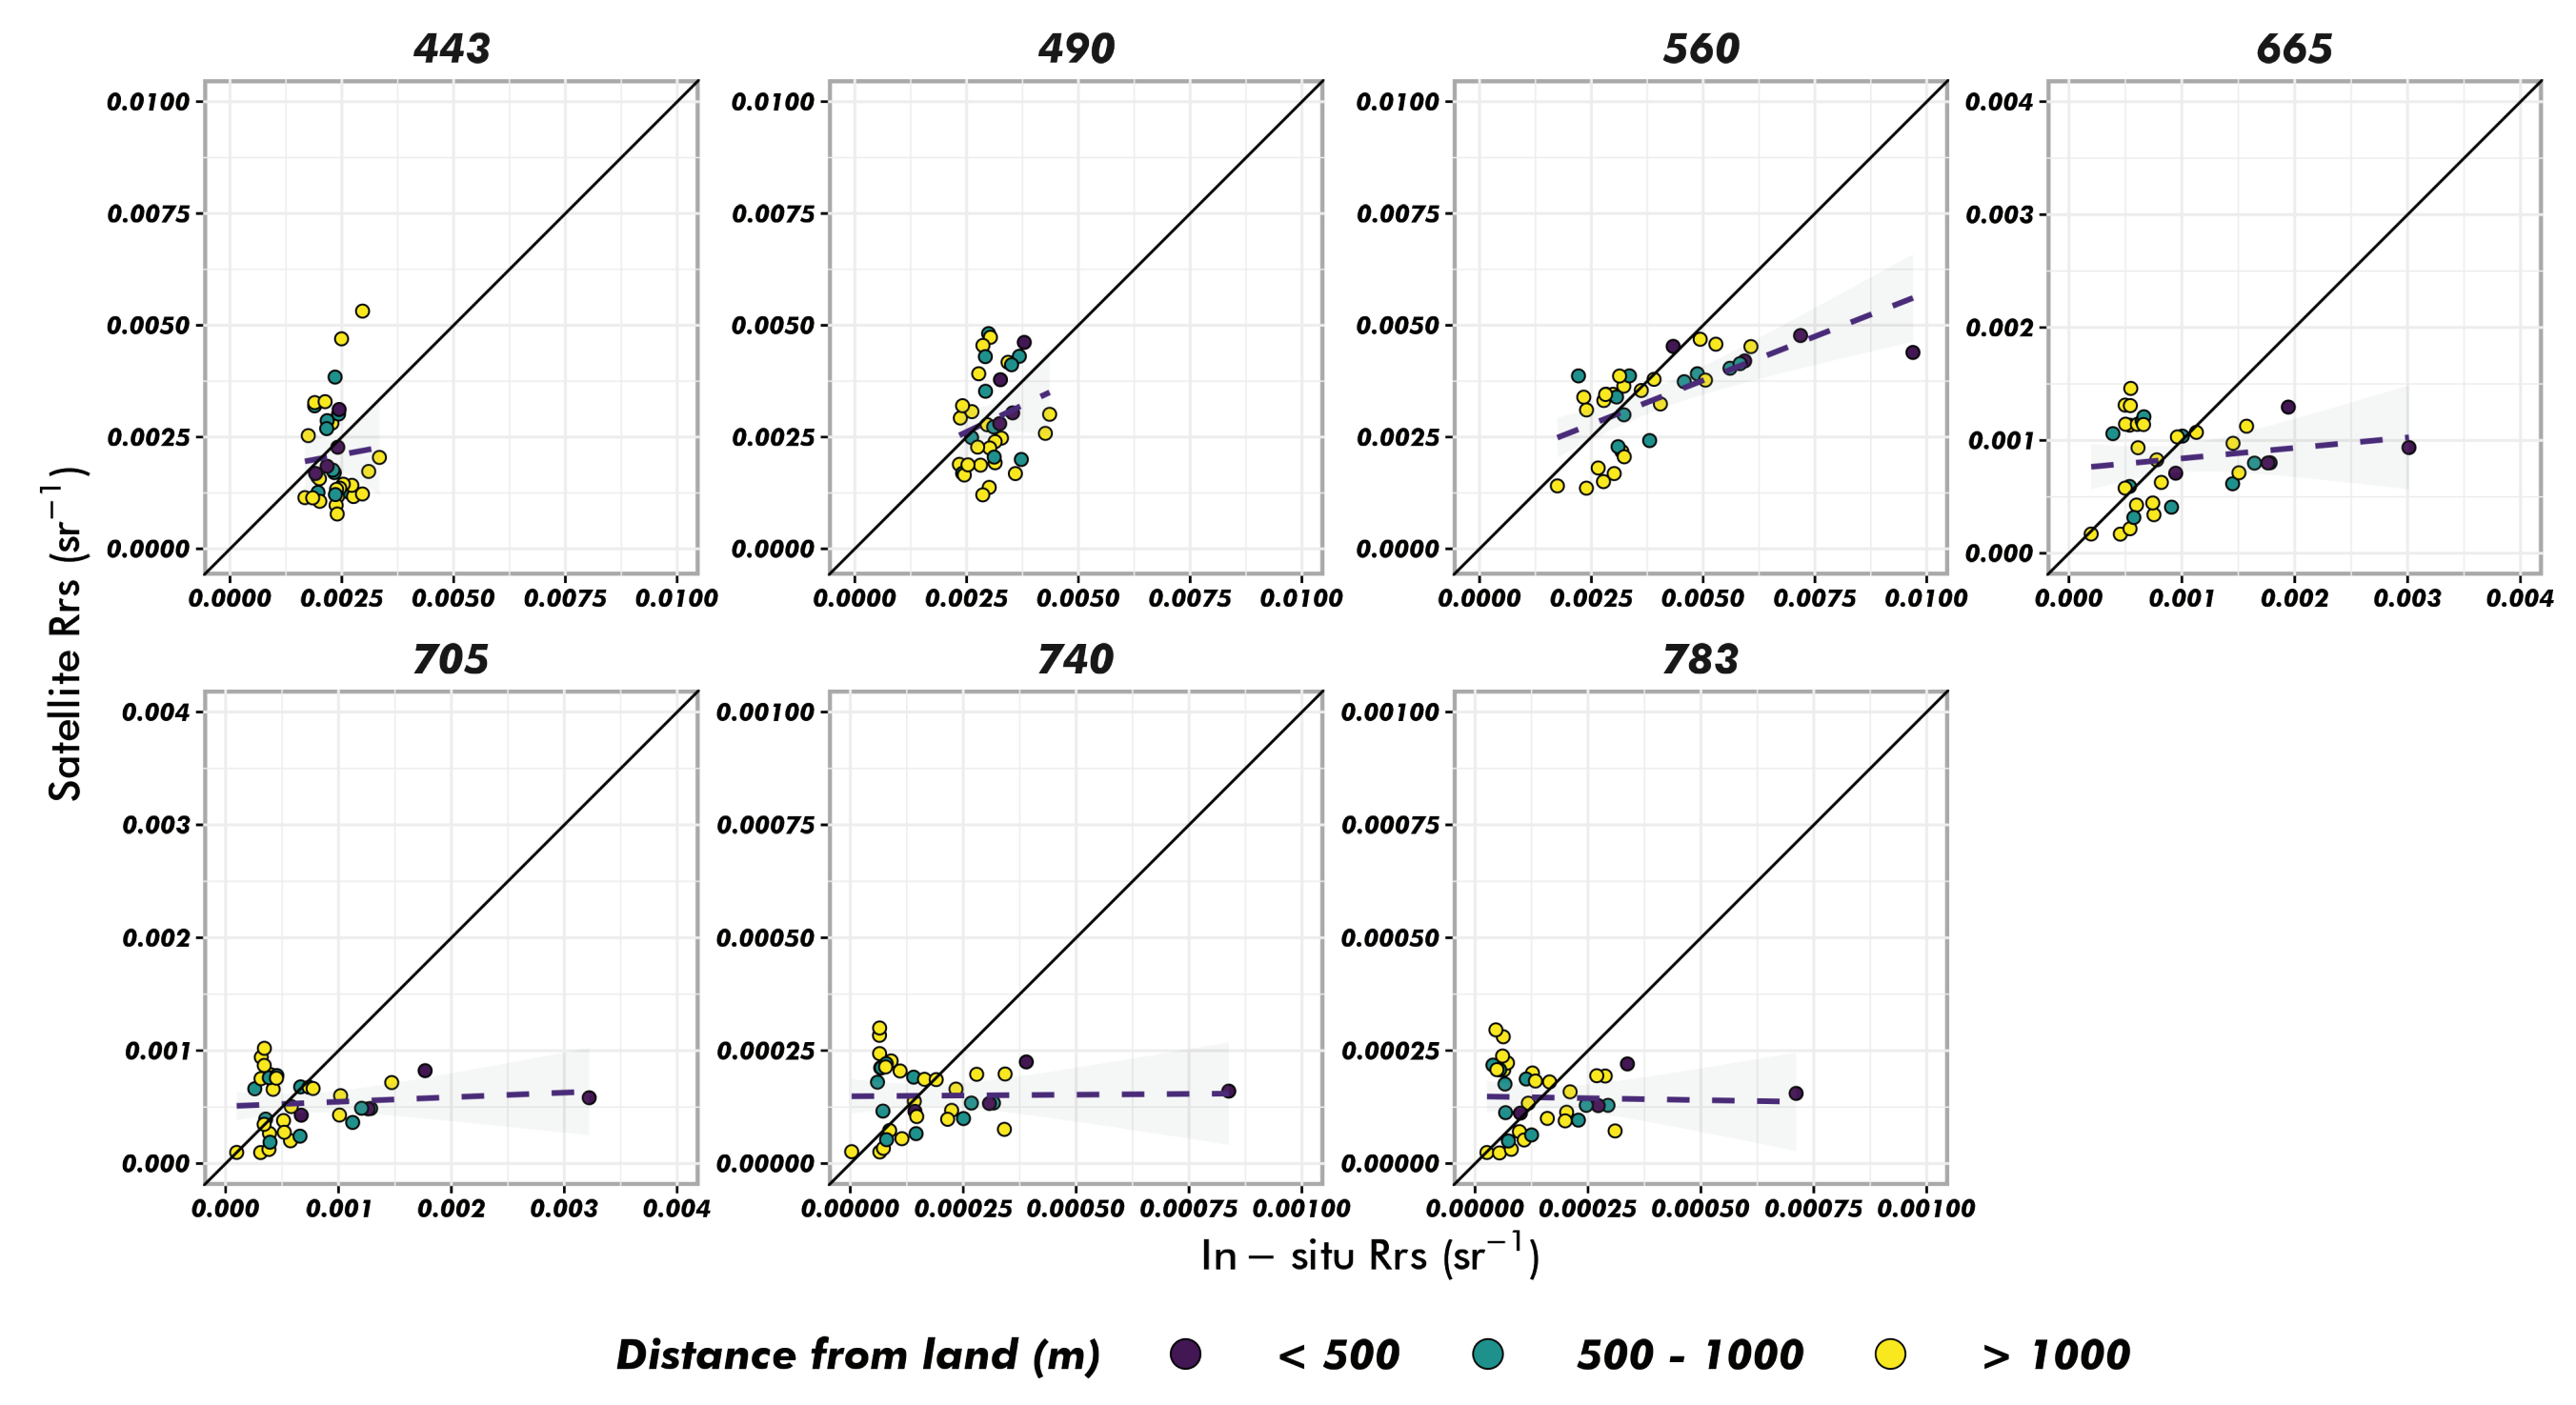 443 490 560 665
0.0100 0.0100 0.0100 0.004
0.0075 0.0075 0.0075 0.003
0.0050 0.0050 0.0050 0.002
0.0025 0.0025 0.0025 0.001
0.0000 0.0000 0.0000 0.000
0.0000 0.0025 0.0050 0.0075 0.0100 0.0000 0.0025 0.0050 0.0075 0.0100 0.0000 0.0025 0.0050 0.0075 0.0100 0.000 0.001 0.002 0.003 0.004
Satellite Rrs (sr⁻¹)
705 740 783
0.004 0.00100 0.00100
0.003 0.00075 0.00075
0.002 0.00050 0.00050
0.001 0.00025 0.00025
0.000 0.00000 0.00000
0.000 0.001 0.002 0.003 0.004 0.00000 0.00025 0.00050 0.00075 0.00100 0.00000 0.00025 0.00050 0.00075 0.00100
In − situ Rrs (sr⁻¹)
Distance from land (m) < 500 500 - 1000 > 1000